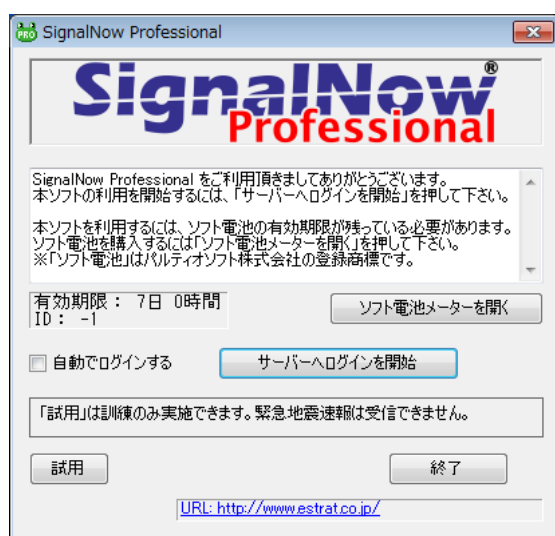 SignalNow Professional
SignalNow®
Professional
SignalNow Professional をご利用頂きましてありがとうございます。
本ソフトの利用を開始するには、「サーバーへログインを開始」を押して下さい。
本ソフトを利用するには、ソフト電池の有効期限が残っている必要があります。
ソフト電池を購入するには「ソフト電池メーターを開く」を押して下さい。
※「ソフト電池」はパルティオソフト株式会社の登録商標です。
有効期限： 7日 0時間
ID： -1
ソフト電池メーターを開く
自動でログインする
サーバーへログインを開始
「試用」は訓練のみ実施できます。緊急地震速報は受信できません。
試用
終了
URL: http://www.estrat.co.jp/